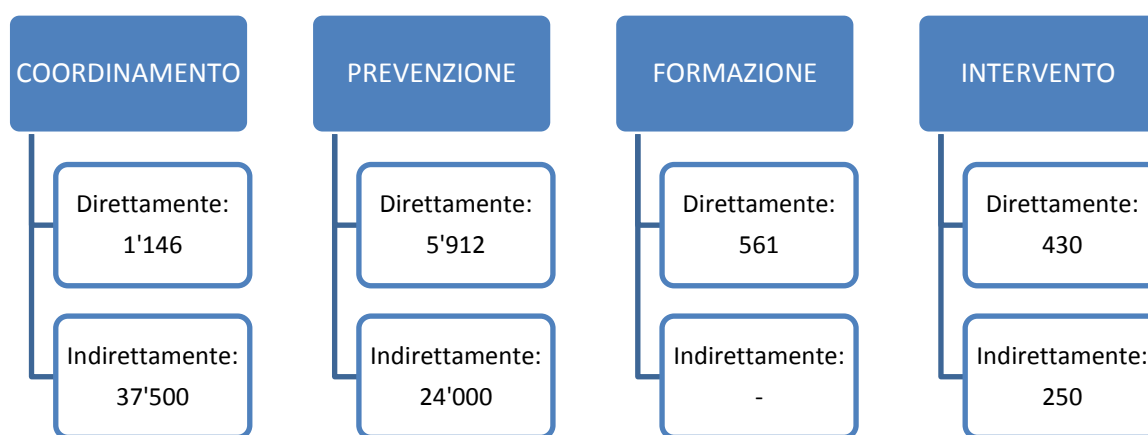 COORDINAMENTO
Direttamente:
1'146
Indirettamente:
37'500
PREVENZIONE
Direttamente:
5'912
Indirettamente:
24'000
FORMAZIONE
Direttamente:
561
Indirettamente:
-
INTERVENTO
Direttamente:
430
Indirettamente:
250